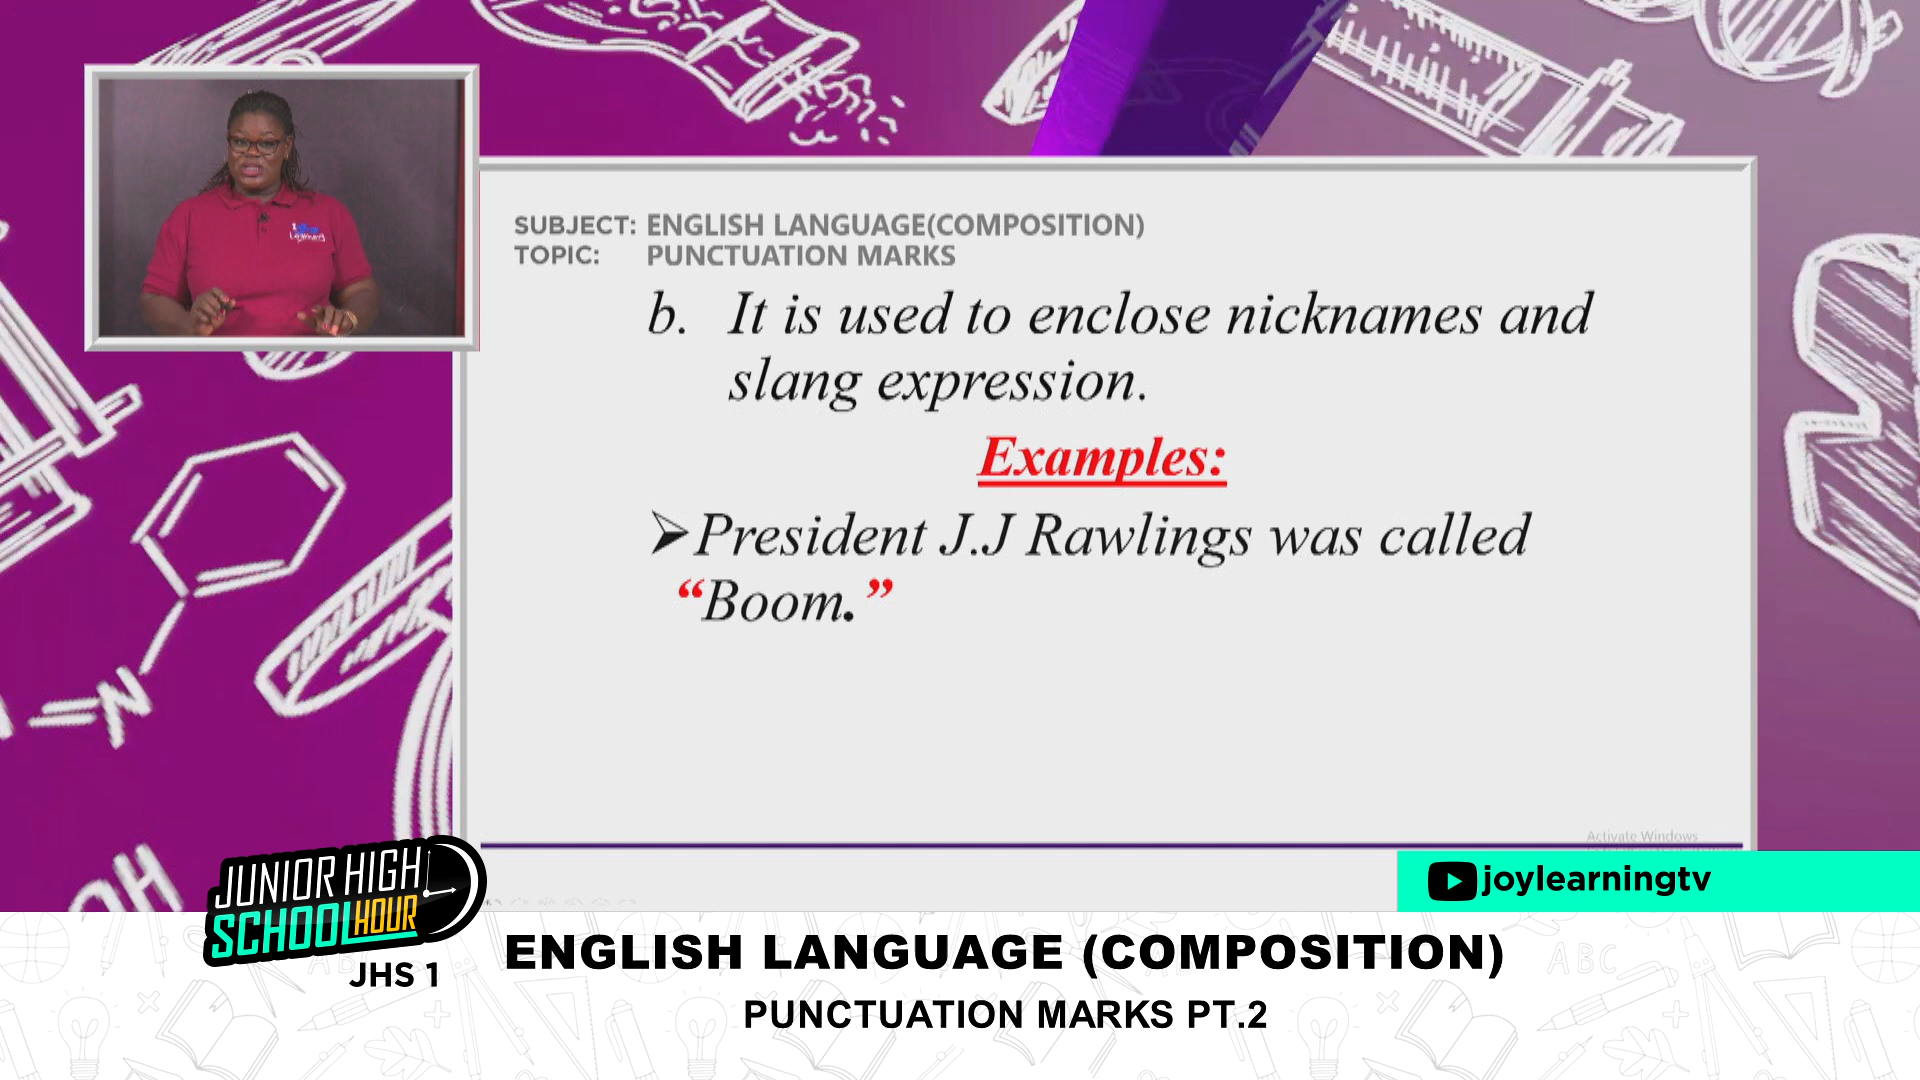 SUBJECT: ENGLISH LANGUAGE(COMPOSITION)
TOPIC: PUNCTUATION MARKS
b. It is used to enclose nicknames and
slang expression.
Examples:
➢President J.J Rawlings was called
“Boom.”
Activate Windows
joylearningtv
JUNIOR HIGH
SCHOOL HOUR
JHS 1
ENGLISH LANGUAGE (COMPOSITION)
PUNCTUATION MARKS PT.2
N
OH
ABC